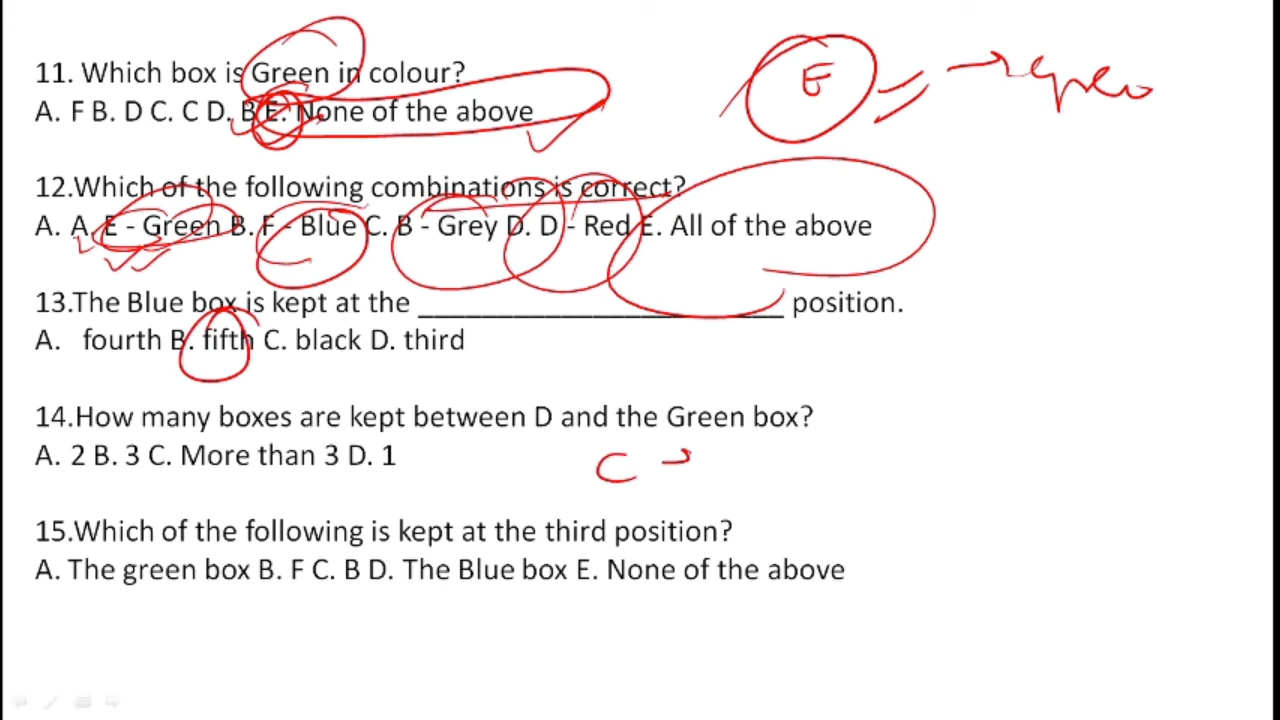 11. Which box is Green in colour?
A. F B. D C. C D. B E. None of the above
E
12.Which of the following combinations is correct?
A. A. E - Green B. F - Blue C. B - Grey D. D - Red E. All of the above
13.The Blue box is kept at the ________________________ position.
A. fourth B. fifth C. black D. third
14.How many boxes are kept between D and the Green box?
A. 2 B. 3 C. More than 3 D. 1
C →
15.Which of the following is kept at the third position?
A. The green box B. F C. B D. The Blue box E. None of the above